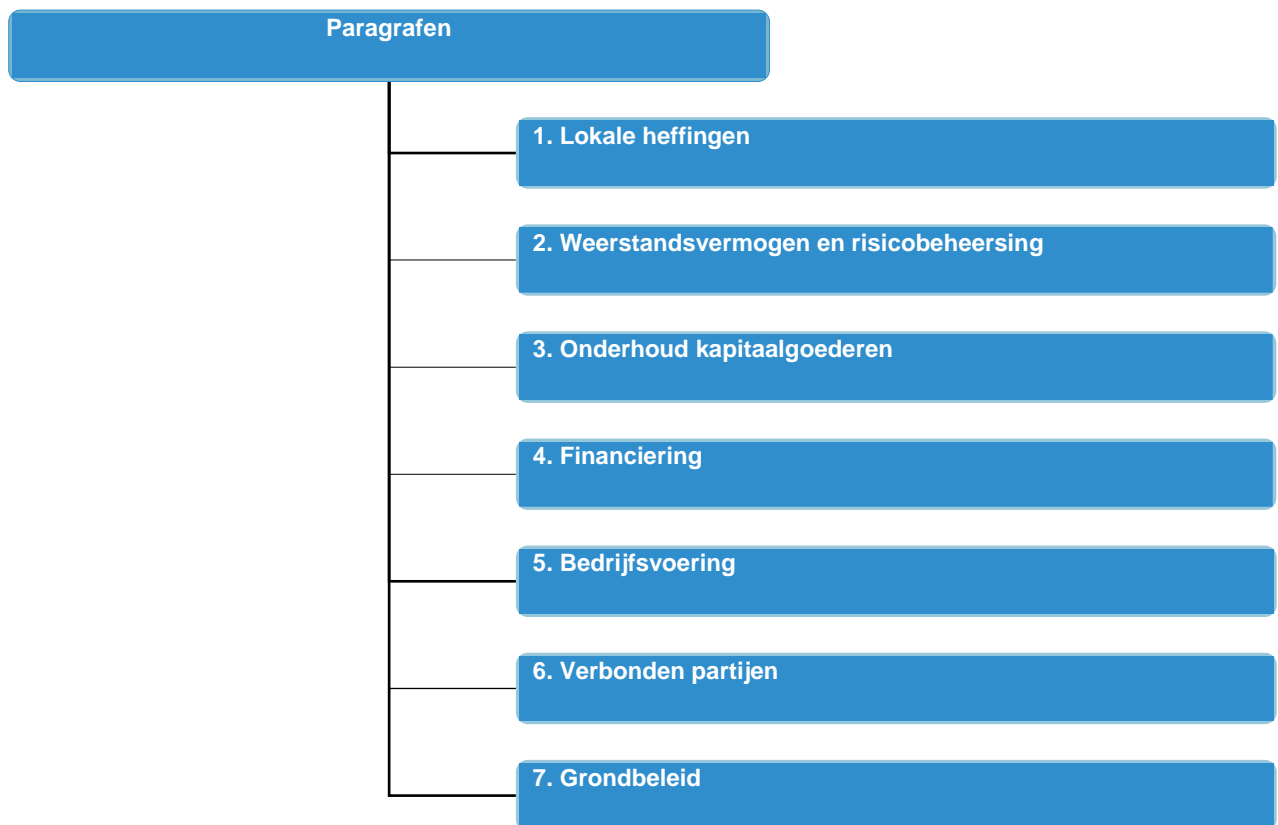 Paragrafen
1. Lokale heffingen
2. Weerstandsvermogen en risicobeheersing
3. Onderhoud kapitaalgoederen
4. Financiering
5. Bedrijfsvoering
6. Verbonden partijen
7. Grondbeleid